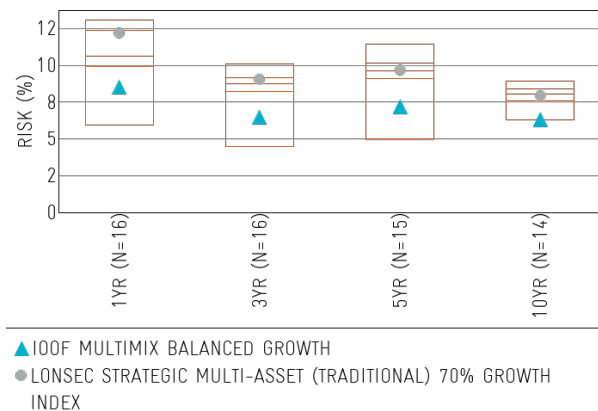 12
10
8
5
2
0
RISK (%)
1YR (N=16)
3YR (N=16)
5YR (N=15)
10YR (N=14)
IOOF MULTIMIX BALANCED GROWTH
LONSEC STRATEGIC MULTI-ASSET (TRADITIONAL) 70% GROWTH
INDEX